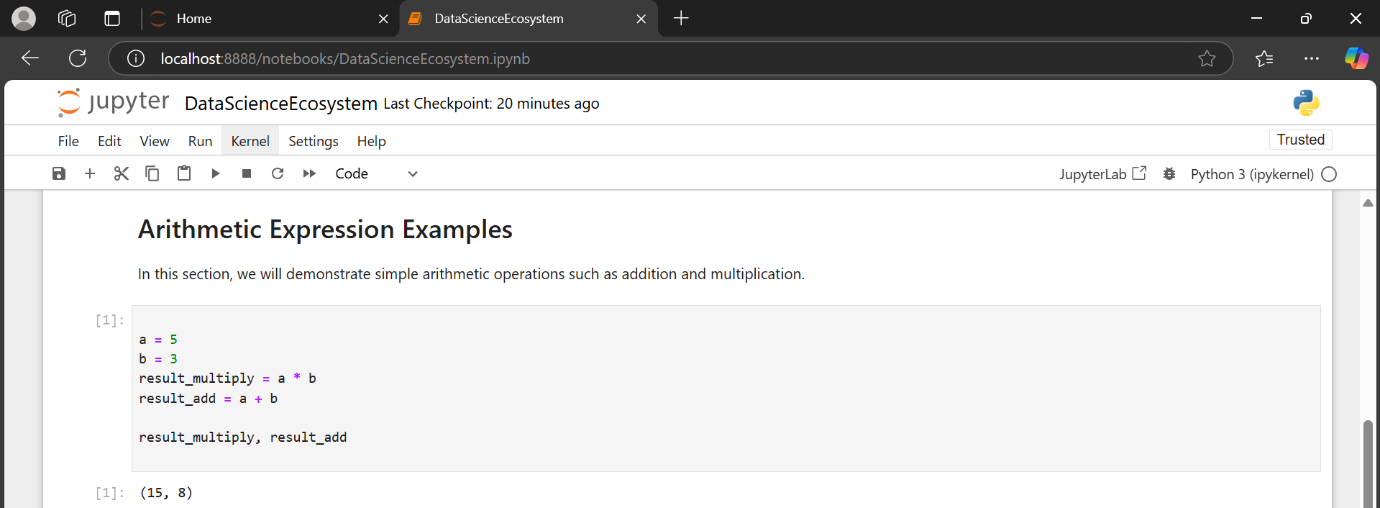 Home
DataScienceEcosystem
localhost:8888/notebooks/DataScienceEcosystem.ipynb
jupyter DataScienceEcosystem Last Checkpoint: 20 minutes ago
File Edit View Run Kernel Settings Help
Trusted
Code
JupyterLab
Python 3 (ipykernel)
Arithmetic Expression Examples
In this section, we will demonstrate simple arithmetic operations such as addition and multiplication.
[1]:
a = 5
b = 3
result_multiply = a * b
result_add = a + b
result_multiply, result_add
[1]: (15, 8)